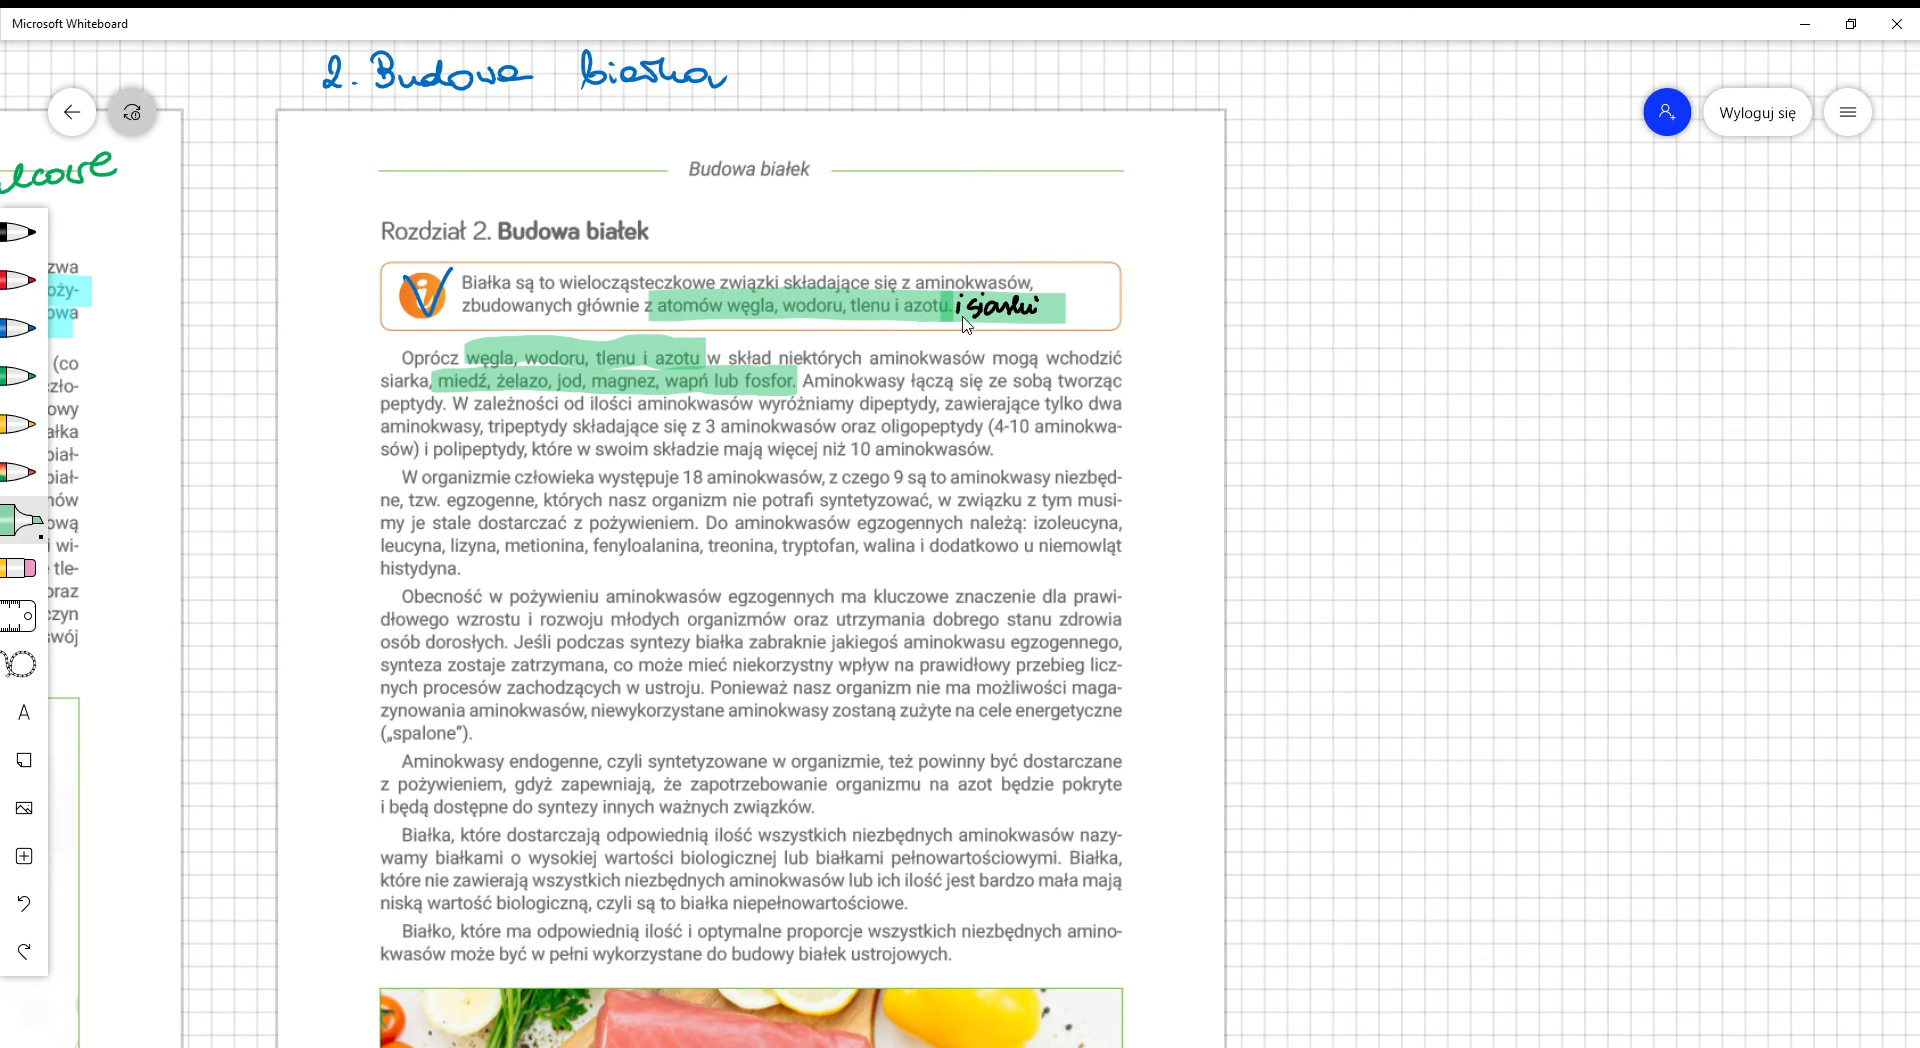 Microsoft Whiteboard
2. Budowa białka
Wyloguj się
Budowa białek
Rozdział 2. Budowa białek
Białka są to wielocząsteczkowe związki składające się z aminokwasów,
zbudowanych głównie z atomów węgla, wodoru, tlenu i azotu. i siarki
Oprócz węgla, wodoru, tlenu i azotu w skład niektórych aminokwasów mogą wchodzić
siarka, miedź, żelazo, jod, magnez, wapń lub fosfor. Aminokwasy łączą się ze sobą tworząc
peptydy. W zależności od ilości aminokwasów wyróżniamy dipeptydy, zawierające tylko dwa
aminokwasy, tripeptydy składające się z 3 aminokwasów oraz oligopeptydy (4-10 aminokwa-
sów) i polipeptydy, które w swoim składzie mają więcej niż 10 aminokwasów.
W organizmie człowieka występuje 18 aminokwasów, z czego 9 są to aminokwasy niezbęd-
ne, tzw. egzogenne, których nasz organizm nie potrafi syntetyzować, w związku z tym musi-
my je stale dostarczać z pożywieniem. Do aminokwasów egzogennych należą: izoleucyna,
leucyna, lizyna, metionina, fenyloalanina, treonina, tryptofan, walina i dodatkowo u niemowląt
histydyna.
Obecność w pożywieniu aminokwasów egzogennych ma kluczowe znaczenie dla prawi-
dłowego wzrostu i rozwoju młodych organizmów oraz utrzymania dobrego stanu zdrowia
osób dorosłych. Jeśli podczas syntezy białka zabraknie jakiegoś aminokwasu egzogennego,
synteza zostaje zatrzymana, co może mieć niekorzystny wpływ na prawidłowy przebieg licz-
nych procesów zachodzących w ustroju. Ponieważ nasz organizm nie ma możliwości maga-
zynowania aminokwasów, niewykorzystane aminokwasy zostaną zużyte na cele energetyczne
(„spalone”).
Aminokwasy endogenne, czyli syntetyzowane w organizmie, też powinny być dostarczane
z pożywieniem, gdyż zapewniają, że zapotrzebowanie organizmu na azot będzie pokryte
i będą dostępne do syntezy innych ważnych związków.
Białka, które dostarczają odpowiednią ilość wszystkich niezbędnych aminokwasów nazy-
wamy białkami o wysokiej wartości biologicznej lub białkami pełnowartościowymi. Białka,
które nie zawierają wszystkich niezbędnych aminokwasów lub ich ilość jest bardzo mała mają
niską wartość biologiczną, czyli są to białka niepełnowartościowe.
Białko, które ma odpowiednią ilość i optymalne proporcje wszystkich niezbędnych amino-
kwasów może być w pełni wykorzystane do budowy białek ustrojowych.